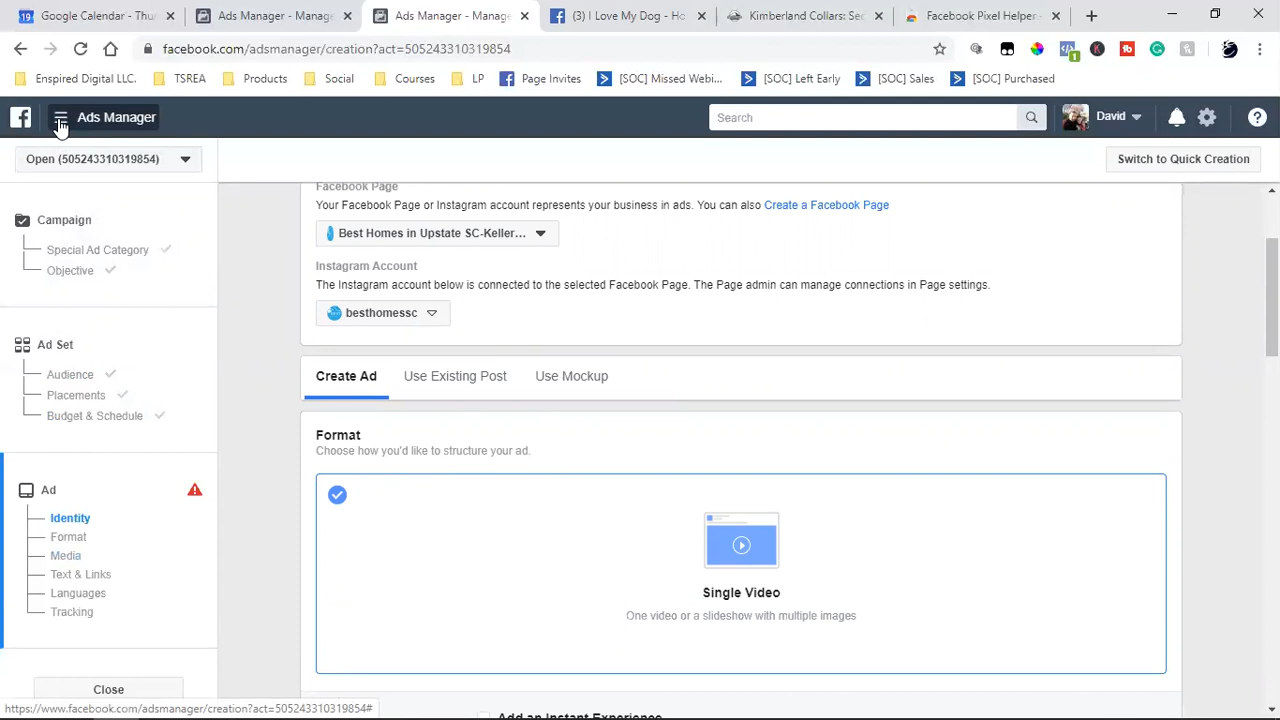 Google Calendar - Thu
Ads Manager - Manage
Ads Manager - Manage
(3) I Love My Dog - Ho
Kimberland Collars: Sec
Facebook Pixel Helper -
facebook.com/adsmanager/creation?act=505243310319854
1
Enspired Digital LLC.
TSREA
Products
Social
Courses
LP
Page Invites
[SOC] Missed Webi...
[SOC] Left Early
[SOC] Sales
[SOC] Purchased
Ads Manager
Search
David
Open (505243310319854)
Switch to Quick Creation
Campaign
Special Ad Category
Objective
Ad Set
Audience
Placements
Budget & Schedule
Ad
Identity
Format
Media
Text & Links
Languages
Tracking
Close
Facebook Page
Your Facebook Page or Instagram account represents your business in ads. You can also Create a Facebook Page
Best Homes in Upstate SC-Keller...
Instagram Account
The Instagram account below is connected to the selected Facebook Page. The Page admin can manage connections in Page settings.
besthomessc
Create Ad
Use Existing Post
Use Mockup
Format
Choose how you'd like to structure your ad.
Single Video
One video or a slideshow with multiple images
Add an Instant Experience
https://www.facebook.com/adsmanager/creation?act=505243310319854#